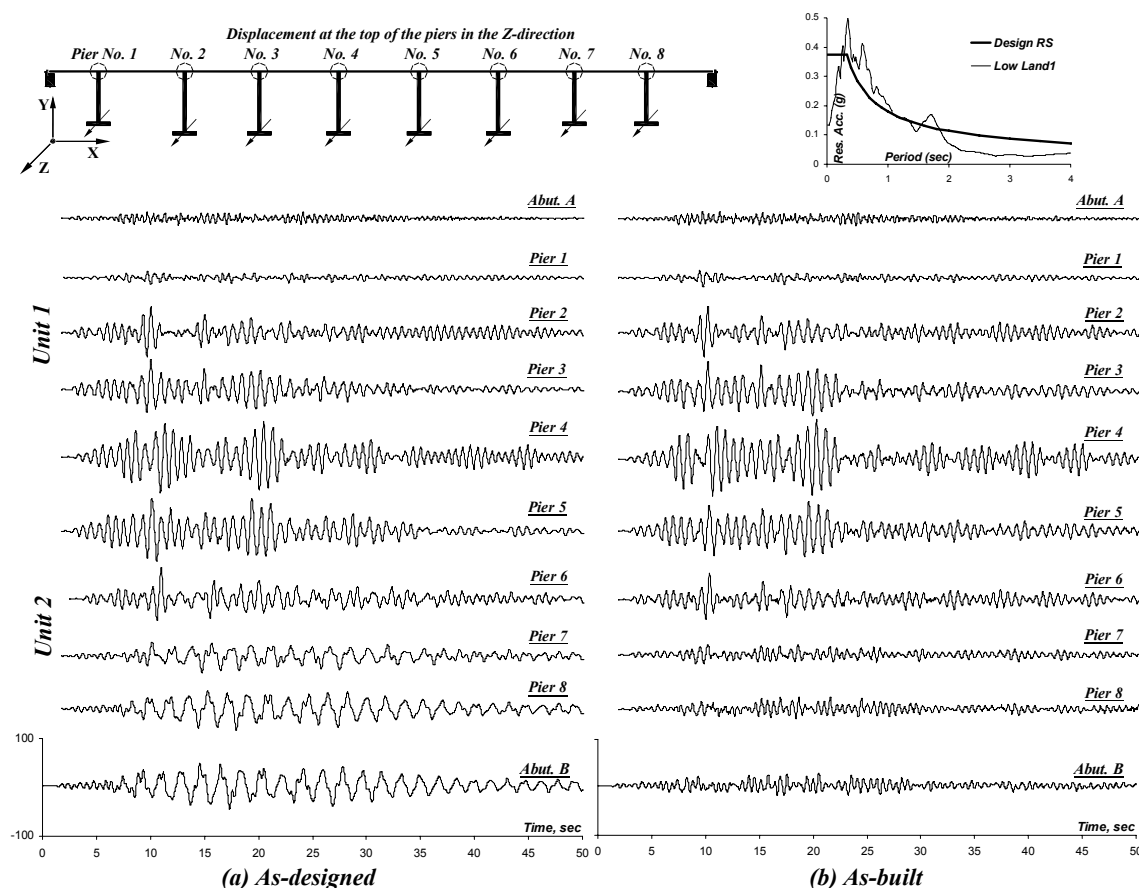 Displacement at the top of the piers in the Z-direction
Pier No. 1 No. 2 No. 3 No. 4 No. 5 No. 6 No. 7 No. 8
Y
X
Z
0.5
0.4
0.3
0.2
0.1
0
Res. Acc. (g)
Period (sec)
0 1 2 3 4
Design RS
Low Land1
Unit 1
Unit 2
Abut. A
Pier 1
Pier 2
Pier 3
Pier 4
Pier 5
Pier 6
Pier 7
Pier 8
Abut. B
100
-100
Time, sec
0 5 10 15 20 25 30 35 40 45 50
(a) As-designed
Abut. A
Pier 1
Pier 2
Pier 3
Pier 4
Pier 5
Pier 6
Pier 7
Pier 8
Abut. B
Time, sec
0 5 10 15 20 25 30 35 40 45 50
(b) As-built